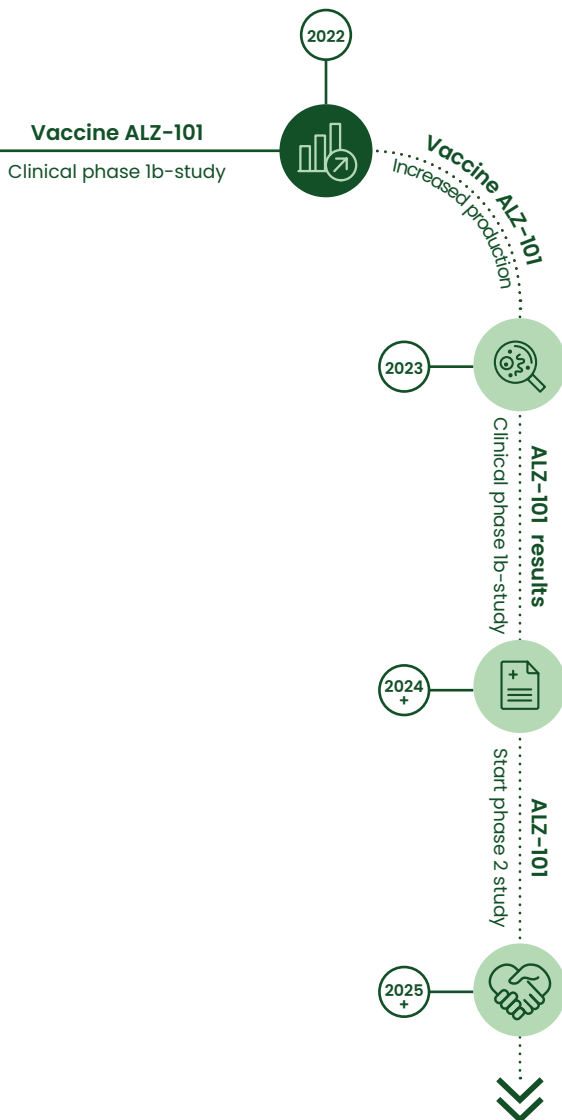 2022
Vaccine ALZ-101
Clinical phase 1b-study
Vaccine ALZ-101
Increased production
2023
ALZ-101 results
Clinical phase 1b-study
2024
+
ALZ-101
Start phase 2 study
2025
+